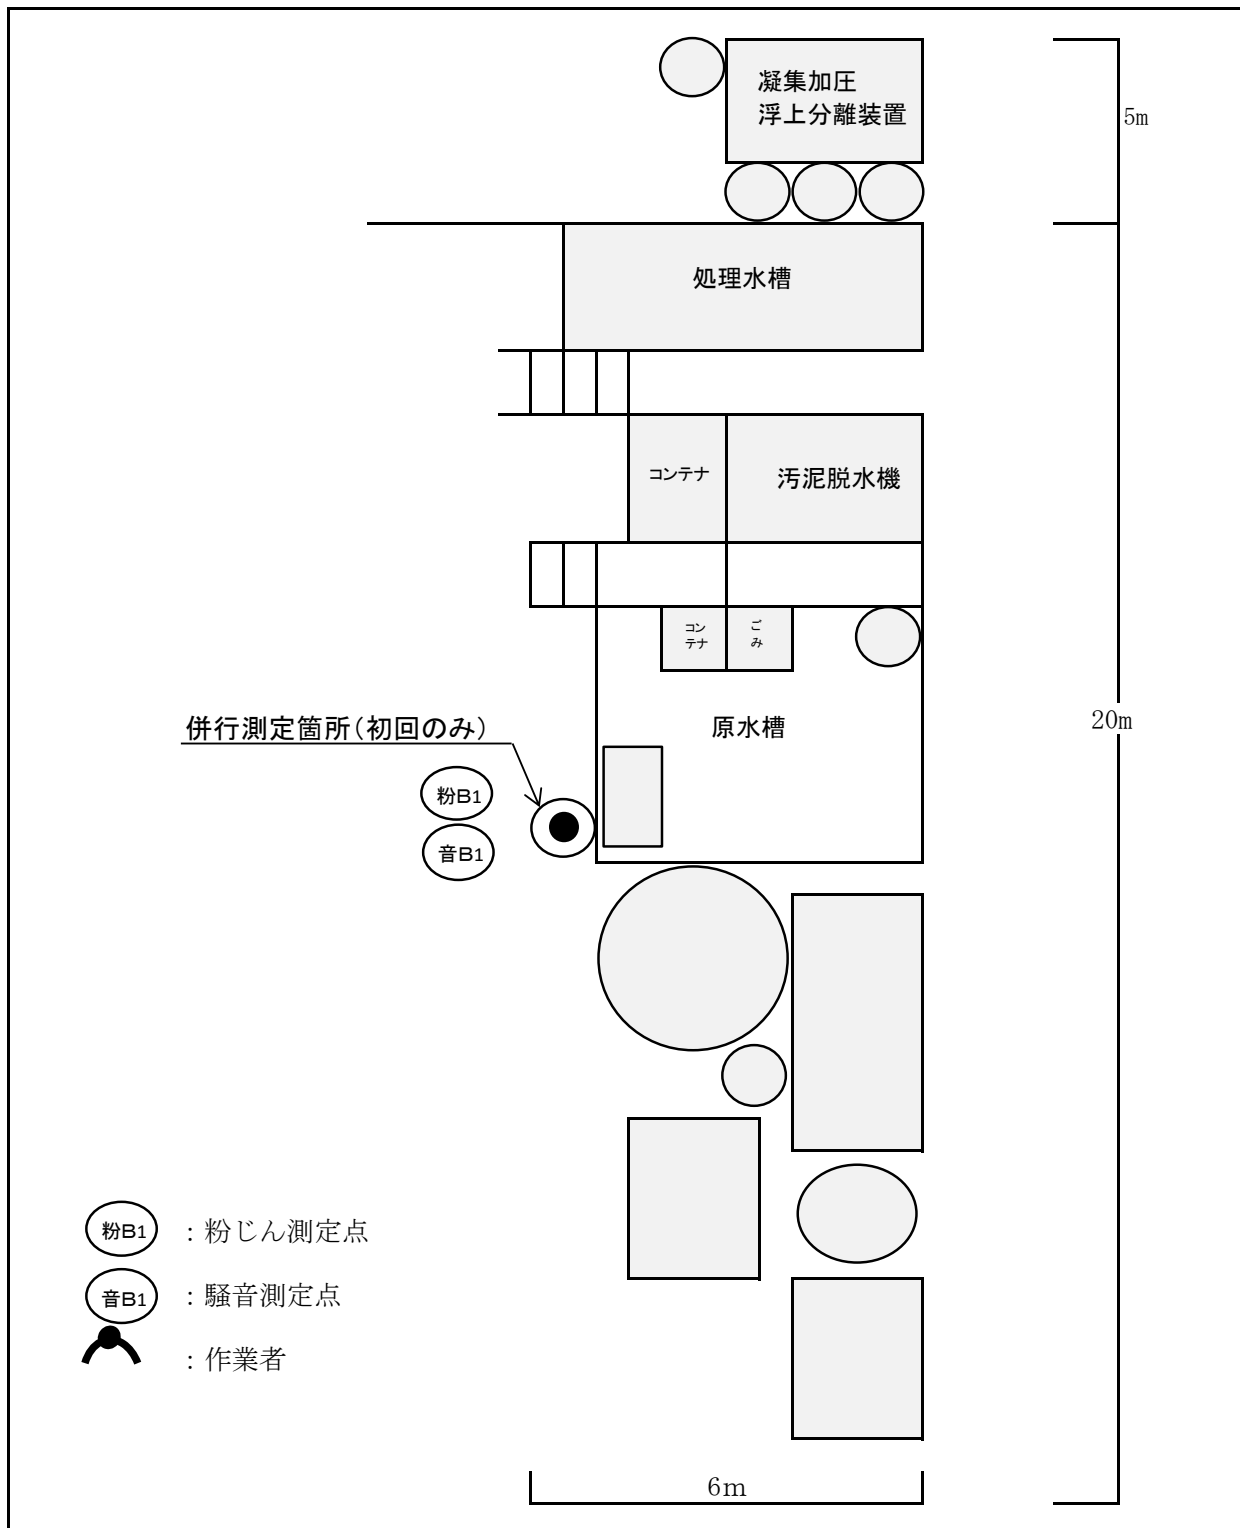 凝集加圧
浮上分離装置
5m
処理水槽
コンテナ
汚泥脱水機
コン
テナ
ご
み
併行測定箇所(初回のみ)
原水槽
20m
粉B1
音B1
粉B1 :粉じん測定点
音B1 :騒音測定点
:作業者
6m